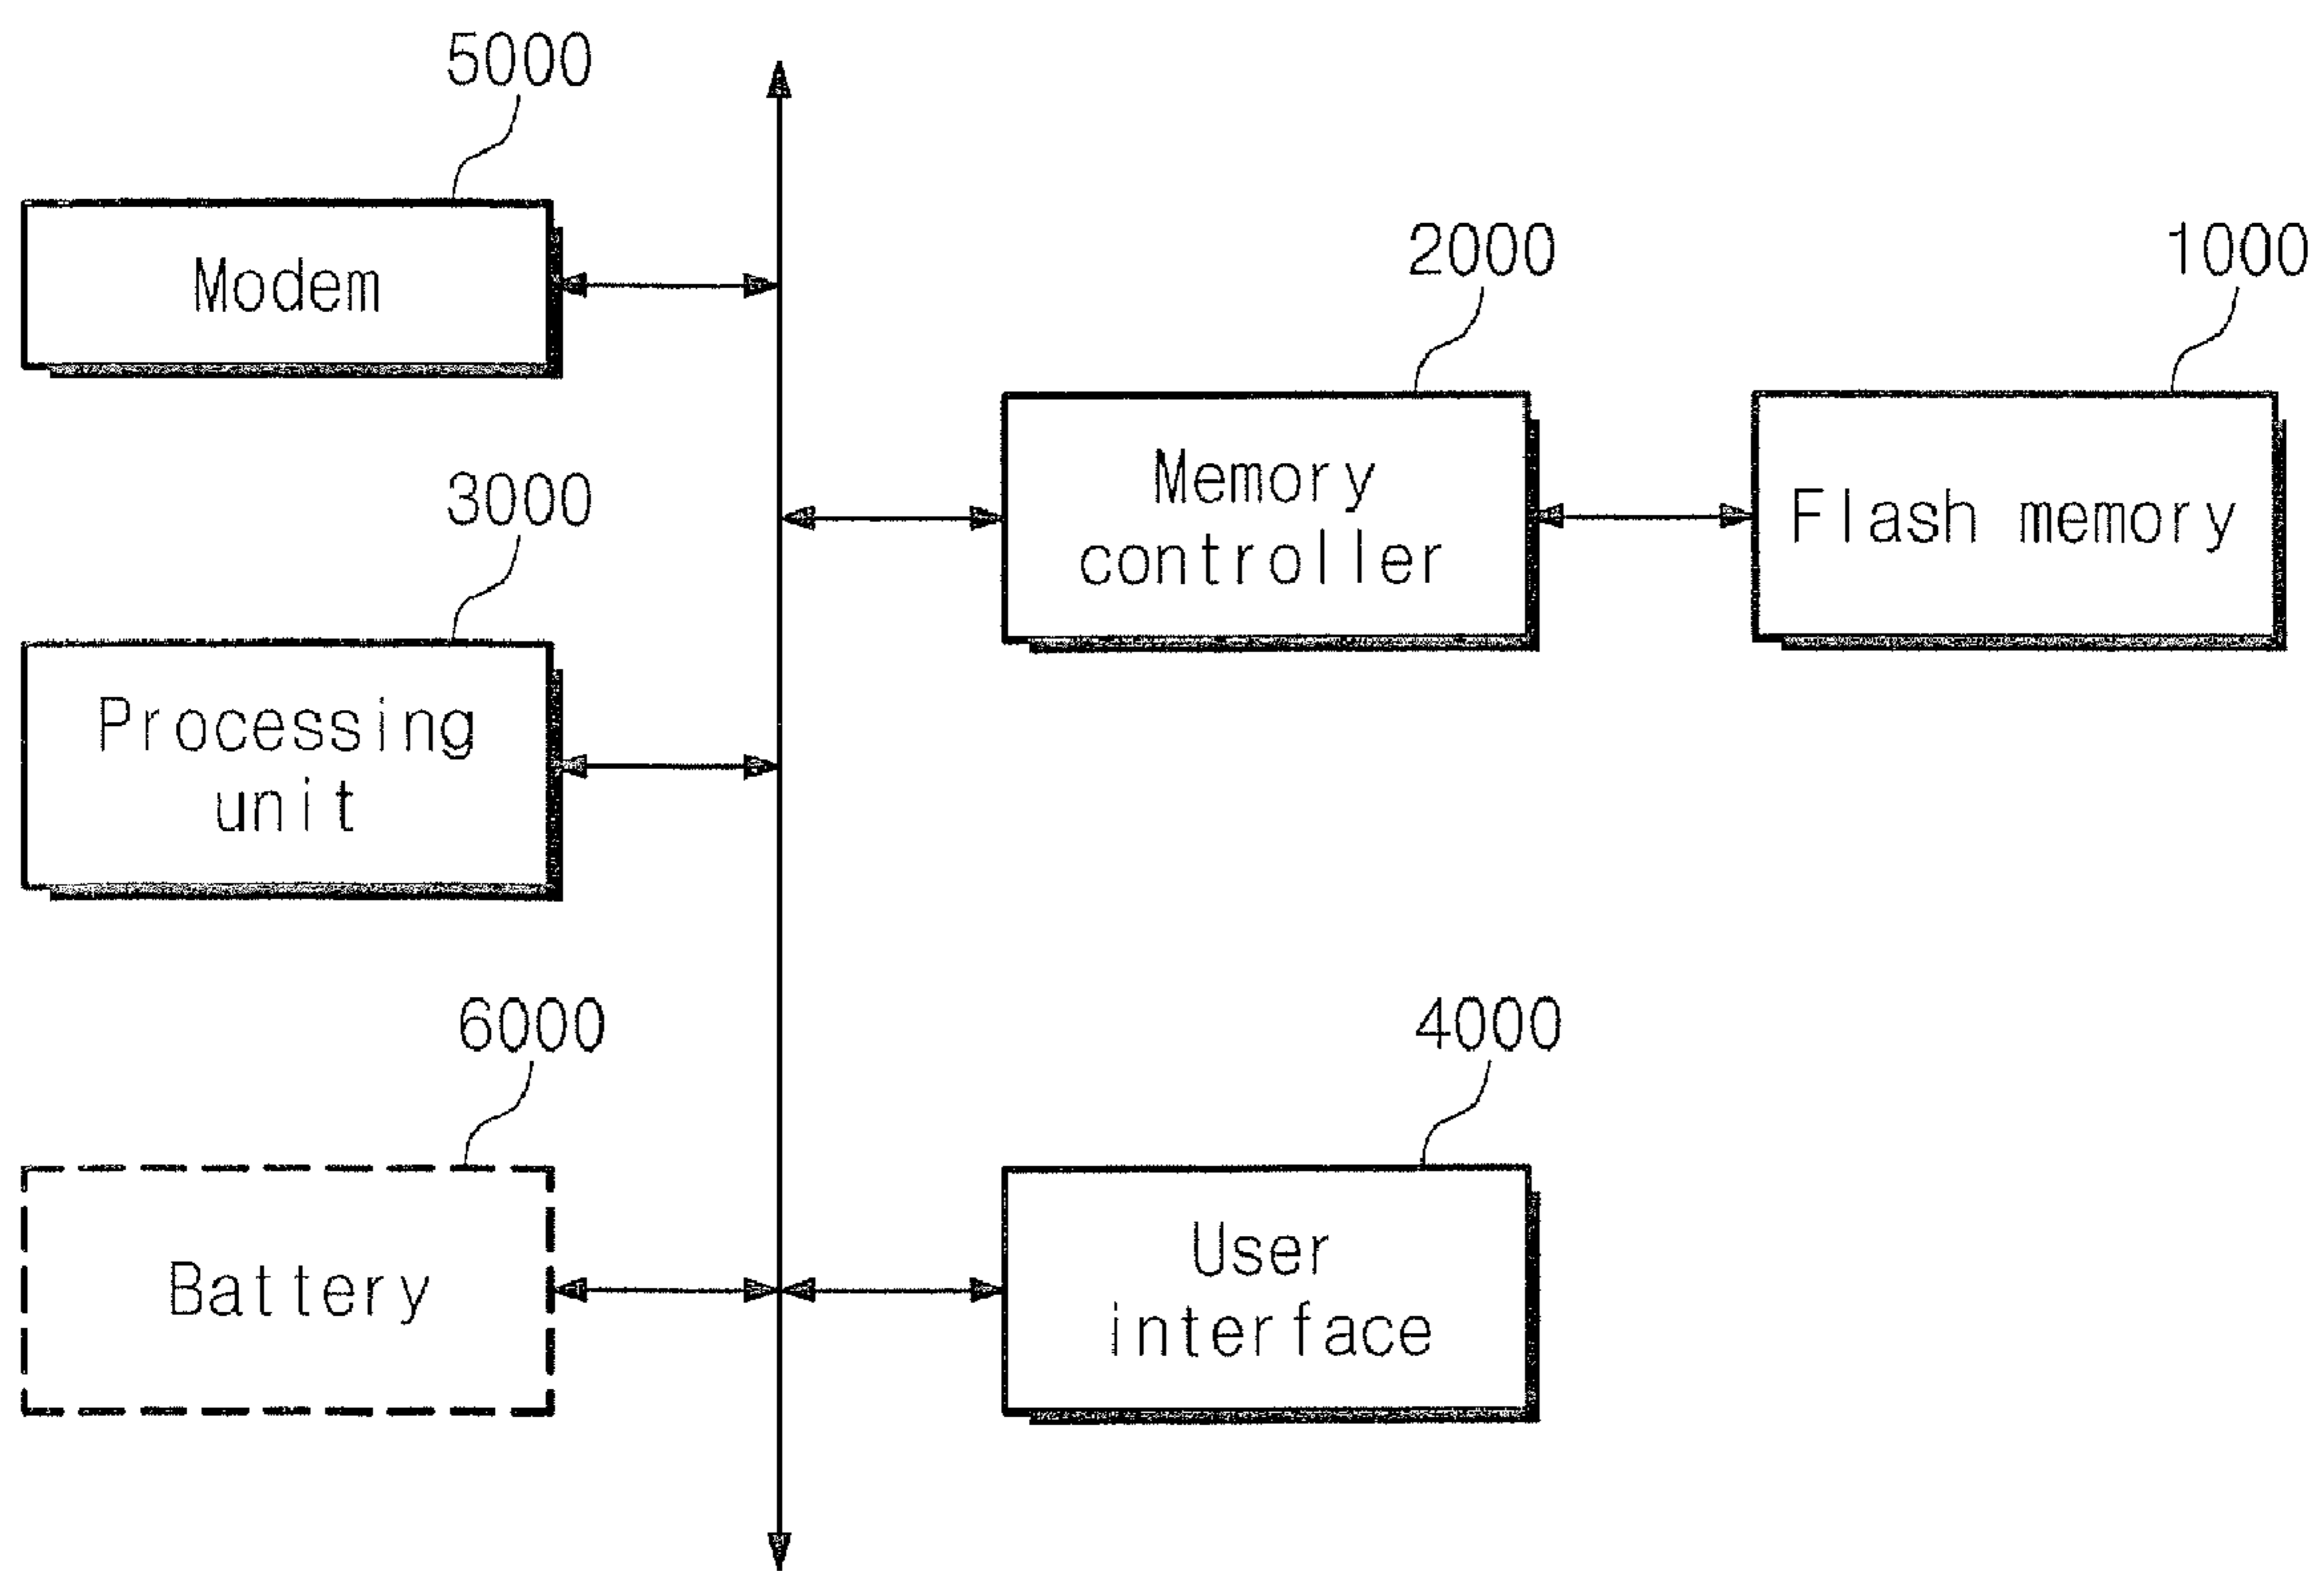 5000
Modem
2000
1000
Memory
controller
Flash memory
3000
Processing
unit
6000
4000
Battery
User
interface